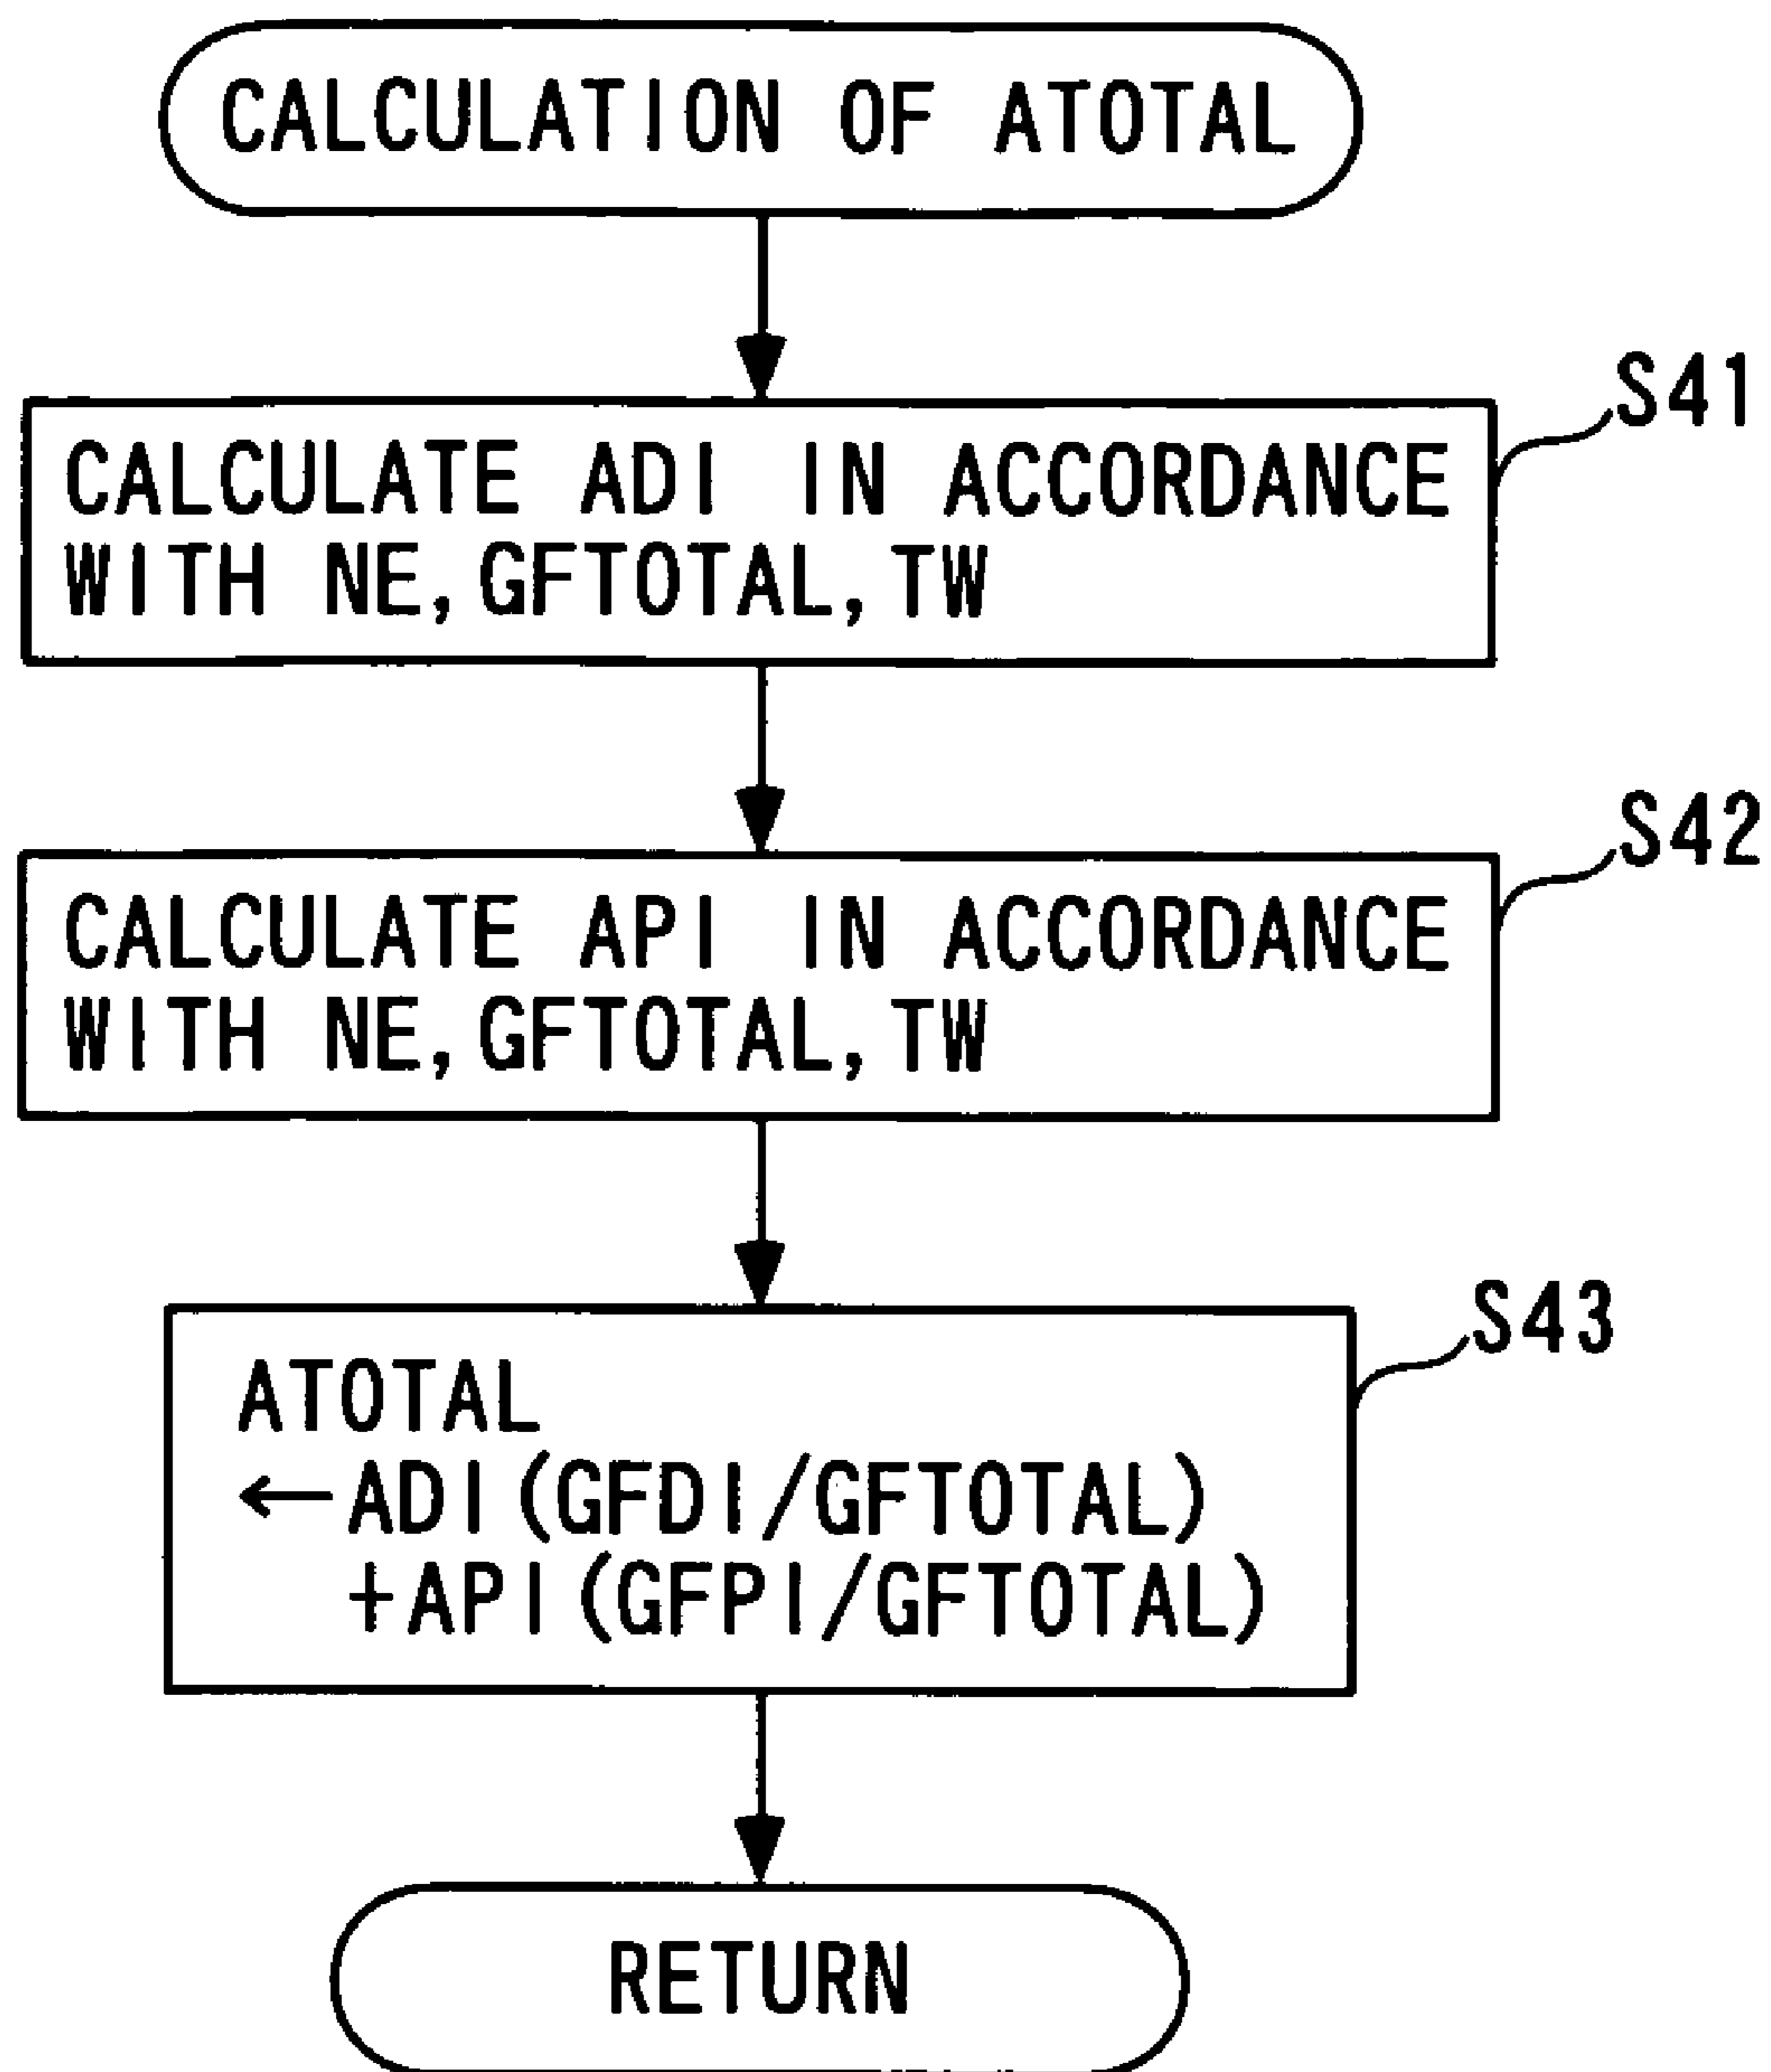 CALCULATION OF ATOTAL
S41
CALCULATE ADI IN ACCORDANCE
WITH NE, GFTOTAL, TW
S42
CALCULATE API IN ACCORDANCE
WITH NE, GFTOTAL, TW
S43
ATOTAL
← ADI(GFDI/GFTOTAL)
+API(GFPI/GFTOTAL)
RETURN